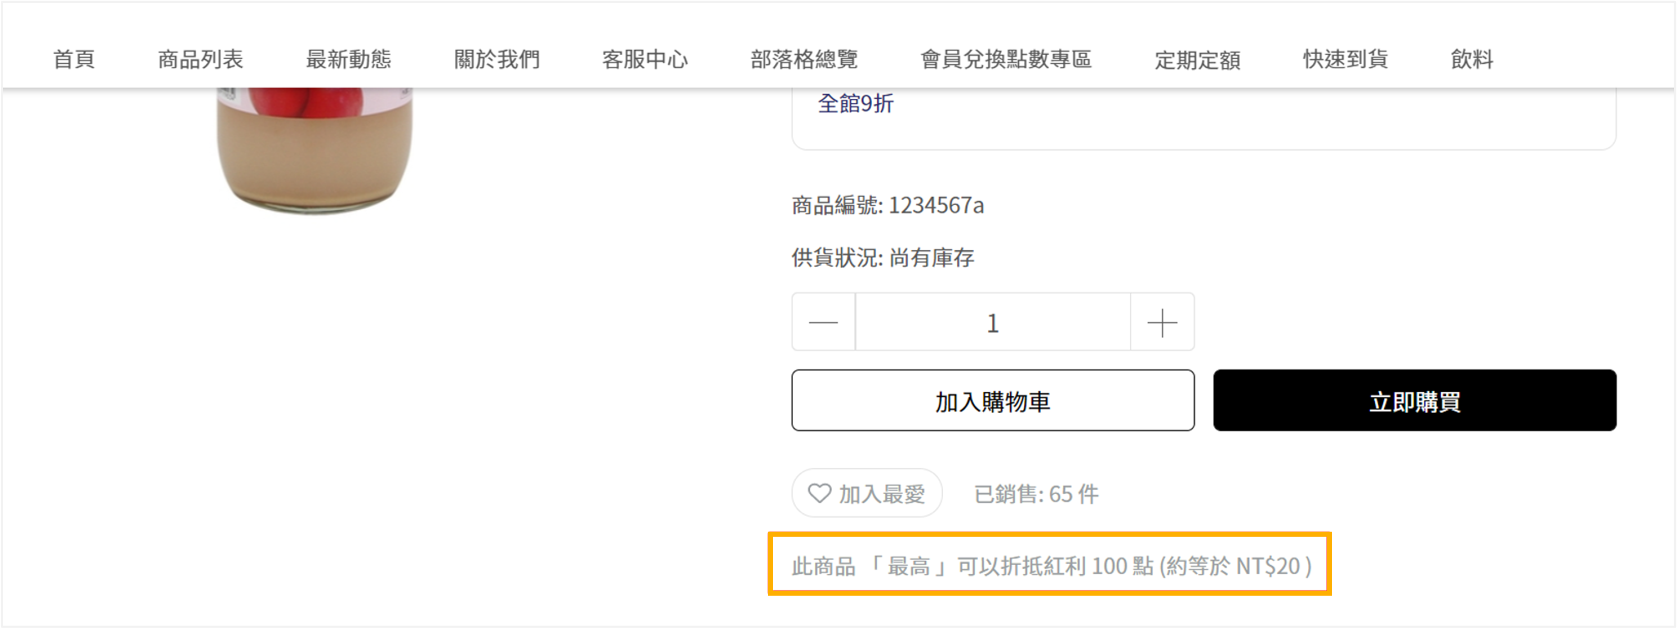 首頁 商品列表 最新動態 關於我們 客服中心 部落格總覽 會員兌換點數專區 定期定額 快速到貨 飲料
全館9折
商品編號: 1234567a
供貨狀況: 尚有庫存
1
加入購物車 立即購買
加入最愛 已銷售: 65 件
此商品 「 最高 」 可以折抵紅利 100 點 (約等於 NT$20 )